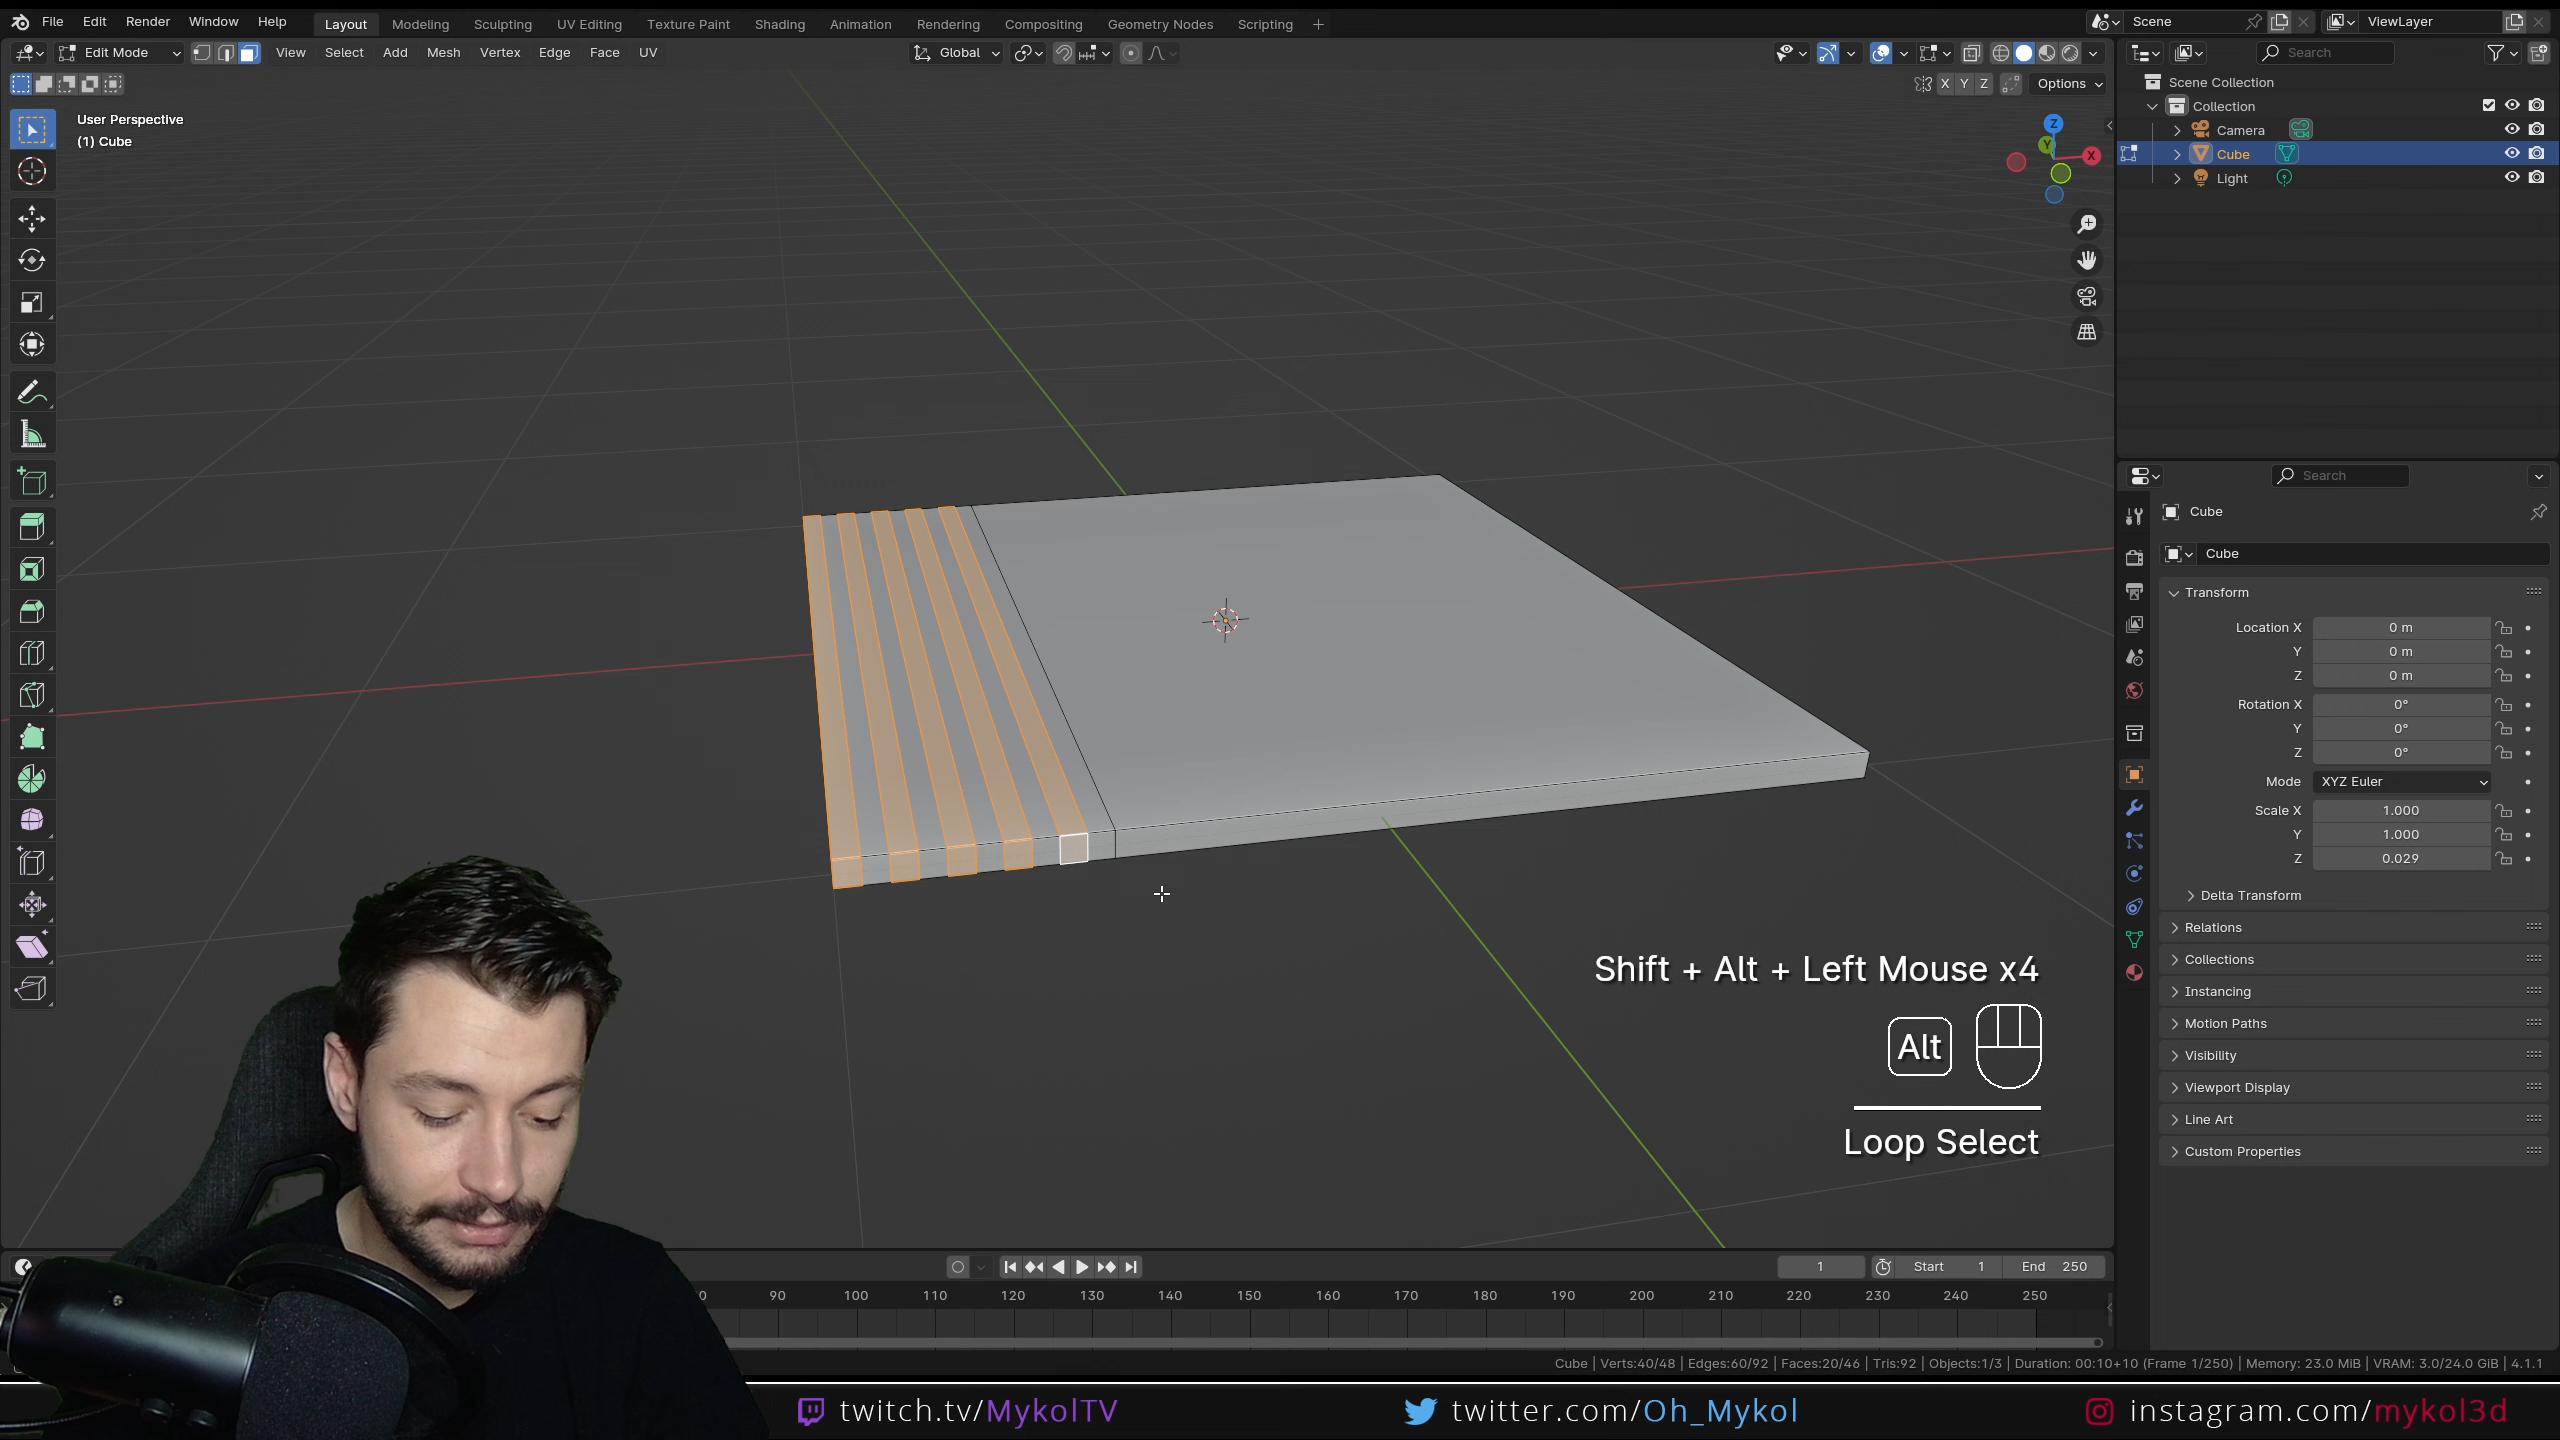 File Edit Render Window Help Layout Modeling Sculpting UV Editing Texture Paint Shading Animation Rendering Compositing Geometry Nodes Scripting + Scene ViewLayer
Edit Mode View Select Add Mesh Vertex Edge Face UV Global Search
X Y Z Options
User Perspective
(1) Cube
Z
Y
X
Scene Collection
Collection
Camera
Cube
Light
Search
Cube
Cube
Transform
Location X 0 m
Y 0 m
Z 0 m
Rotation X 0°
Y 0°
Z 0°
Mode XYZ Euler
Scale X 1.000
Y 1.000
Z 0.029
Delta Transform
Relations
Collections
Instancing
Motion Paths
Visibility
Viewport Display
Line Art
Custom Properties
Shift + Alt + Left Mouse x4
Alt
Loop Select
1 Start 1 End 250
90 100 110 120 130 140 150 160 170 180 190 200 210 220 230 240 250
Cube | Verts:40/48 | Edges:60/92 | Faces:20/46 | Tris:92 | Objects:1/3 | Duration: 00:10+10 (Frame 1/250) | Memory: 23.0 MiB | VRAM: 3.0/24.0 GiB | 4.1.1
twitch.tv/MykolTV twitter.com/Oh_Mykol instagram.com/mykol3d